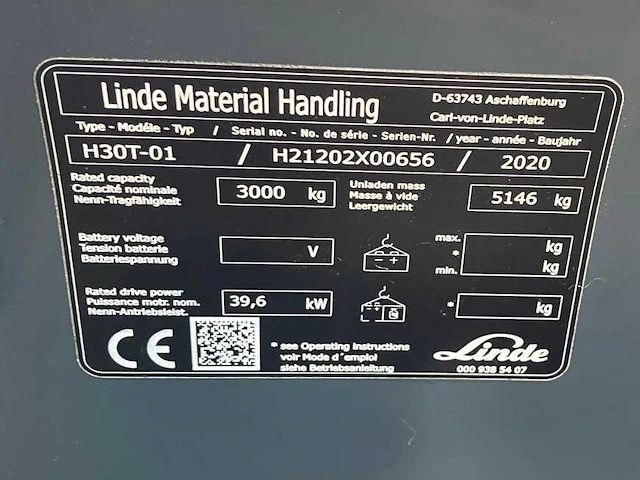 Linde Material Handling
D-63743 Aschaffenburg
Carl-von-Linde-Platz
Type - Modéle - Typ / Serial no. - No. de série - Serien-Nr. / year - année - Baujahr
H30T-01 / H21202X00656 / 2020
Rated capacity
Capacité nominale
Nenn-Tragfähigkeit
3000 kg
Unladen mass
Masse à vide
Leergewicht
5146 kg
Battery voltage
Tension batterie
Batteriespannung
V
- +
max.
*
min.
kg
kg
Rated drive power
Puissance motr. nom.
Nenn-Antriebsleist.
39,6 kW
- +
*
kg
CE
* see Operating instructions
voir Mode d´emploi
siehe Betriebsanleitung
Linde
000 938 54 07